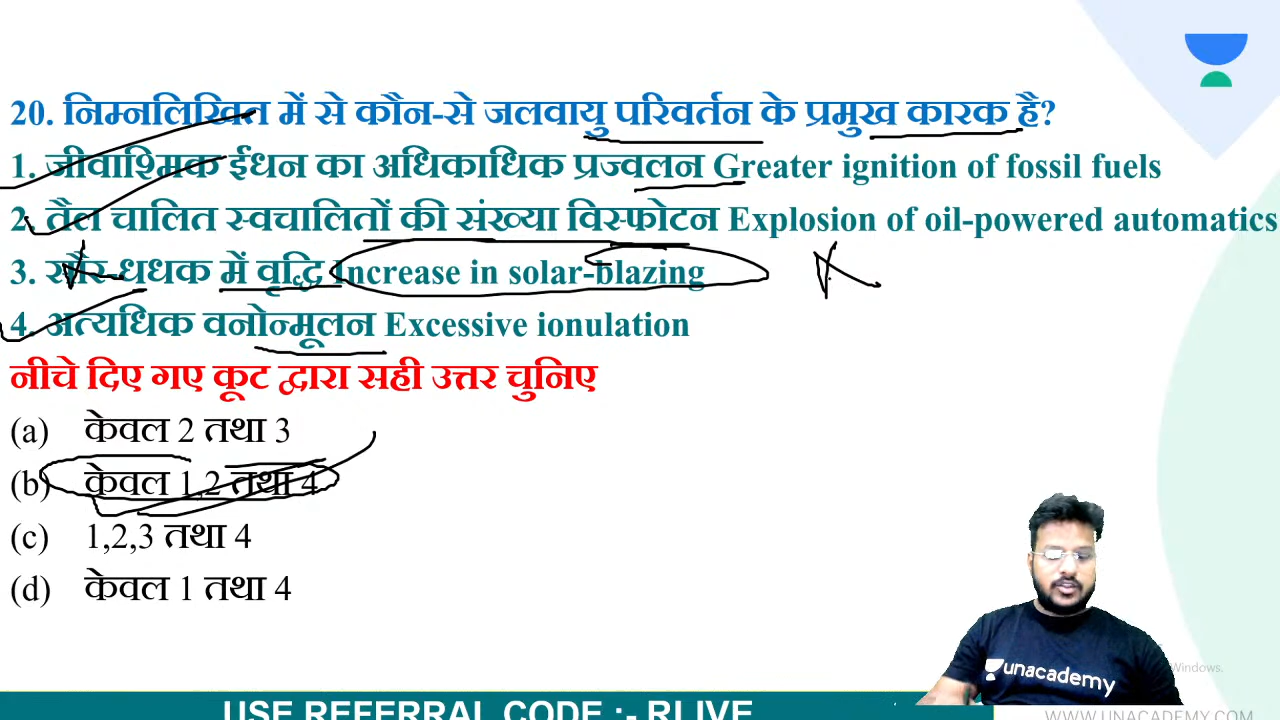 20. निम्नलिखित में से कौन-से जलवायु परिवर्तन के प्रमुख कारक है?
1. जीवाश्मिक ईधन का अधिकाधिक प्रज्वलन Greater ignition of fossil fuels
2. तैल चालित स्वचालितों की संख्या विस्फोटन Explosion of oil-powered automatics
3. सौर-धधक में वृद्धि Increase in solar-blazing
4. अत्यधिक वनोन्मूलन Excessive ionulation
नीचे दिए गए कूट द्वारा सही उत्तर चुनिए
(a) केवल 2 तथा 3
(b) केवल 1,2 तथा 4
(c) 1,2,3 तथा 4
(d) केवल 1 तथा 4
unacademy
Windows.
USE REFERRAL CODE :- RLIVE
WWW.UNACADEMY.COM